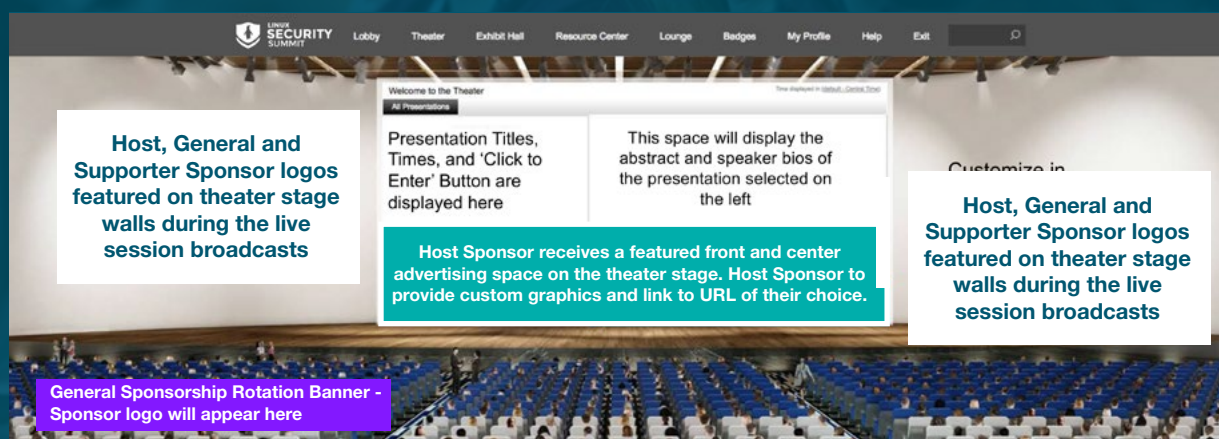 LINUX
SECURITY
SUMMIT
Lobby
Theater
Exhibit Hall
Resource Center
Lounge
Badges
My Profile
Help
Exit
Welcome to the Theater
Time displayed in (default - Central Time)
All Presentations
Presentation Titles,
Times, and ‘Click to
Enter’ Button are
displayed here
This space will display the
abstract and speaker bios of
the presentation selected on
the left
Host, General and
Supporter Sponsor logos
featured on theater stage
walls during the live
session broadcasts
Customize in
Host, General and
Supporter Sponsor logos
featured on theater stage
walls during the live
session broadcasts
Host Sponsor receives a featured front and center
advertising space on the theater stage. Host Sponsor to
provide custom graphics and link to URL of their choice.
General Sponsorship Rotation Banner -
Sponsor logo will appear here